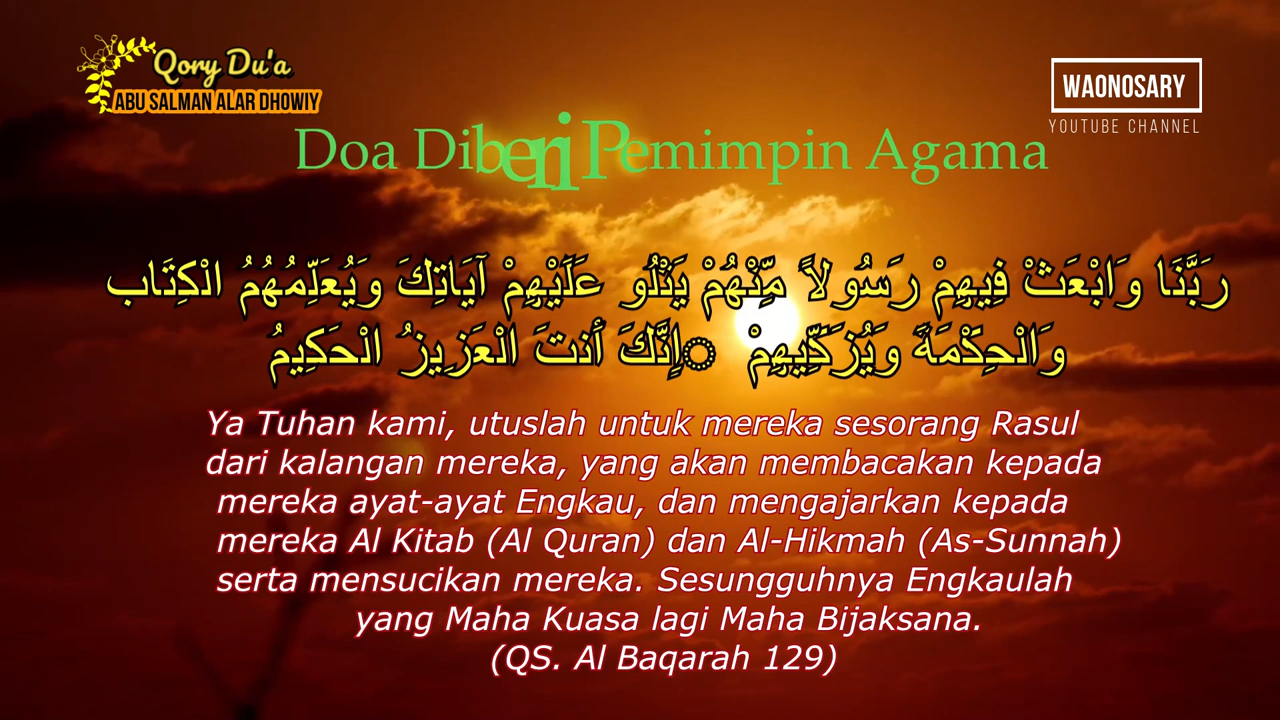 Qory Du'a
ABU SALMAN ALAR DHOWIY
WAONOSARY
YOUTUBE CHANNEL
Doa Diberi Pemimpin Agama
رَبَّنَا وَابْعَثْ فِيهِمْ رَسُولاً مِّنْهُمْ يَتْلُو عَلَيْهِمْ آيَاتِكَ وَيُعَلِّمُهُمُ الْكِتَاب
وَالْحِكْمَةَ وَيُزَكِّيهِمْ ۚإِنَّكَ أَنتَ الْعَزِيزُ الْحَكِيمُ
Ya Tuhan kami, utuslah untuk mereka sesorang Rasul
dari kalangan mereka, yang akan membacakan kepada
mereka ayat-ayat Engkau, dan mengajarkan kepada
mereka Al Kitab (Al Quran) dan Al-Hikmah (As-Sunnah)
serta mensucikan mereka. Sesungguhnya Engkaulah
yang Maha Kuasa lagi Maha Bijaksana.
(QS. Al Baqarah 129)